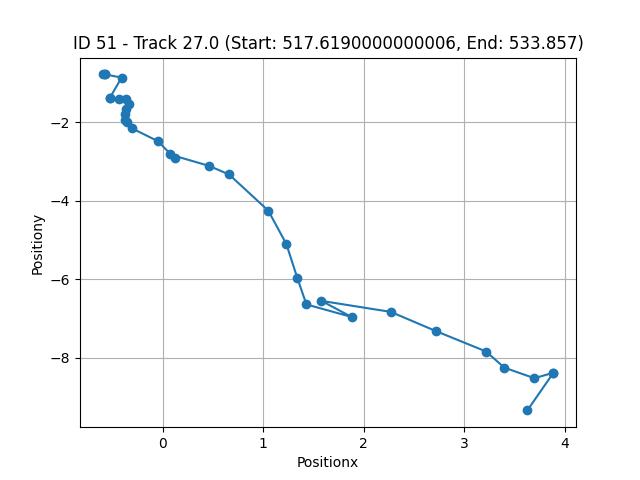 ID 51 - Track 27.0 (Start: 517.6190000000006, End: 533.857)
Positiony
−2
−4
−6
−8
0 1 2 3 4
Positionx